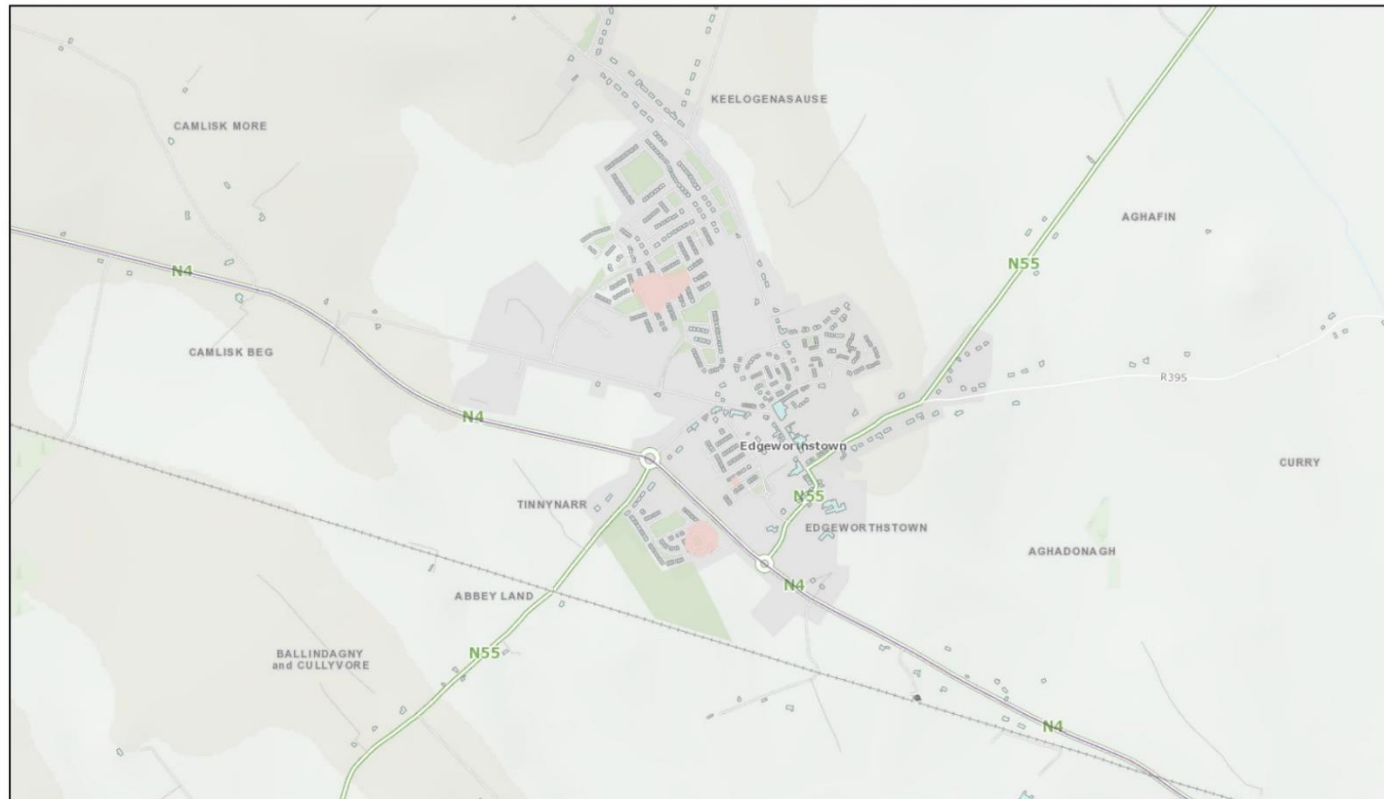 KEELOGENASAUSE
CAMLISK MORE
AGHAFIN
N55
N4
CAMLISK BEG
R395
N4
Edgeworthstown
CURRY
N55
TINNYNARR
EDGEWORTHSTOWN
AGHADONAGH
N4
ABBEY LAND
N55
BALLINDAGNY
and CULLYVORE
N4